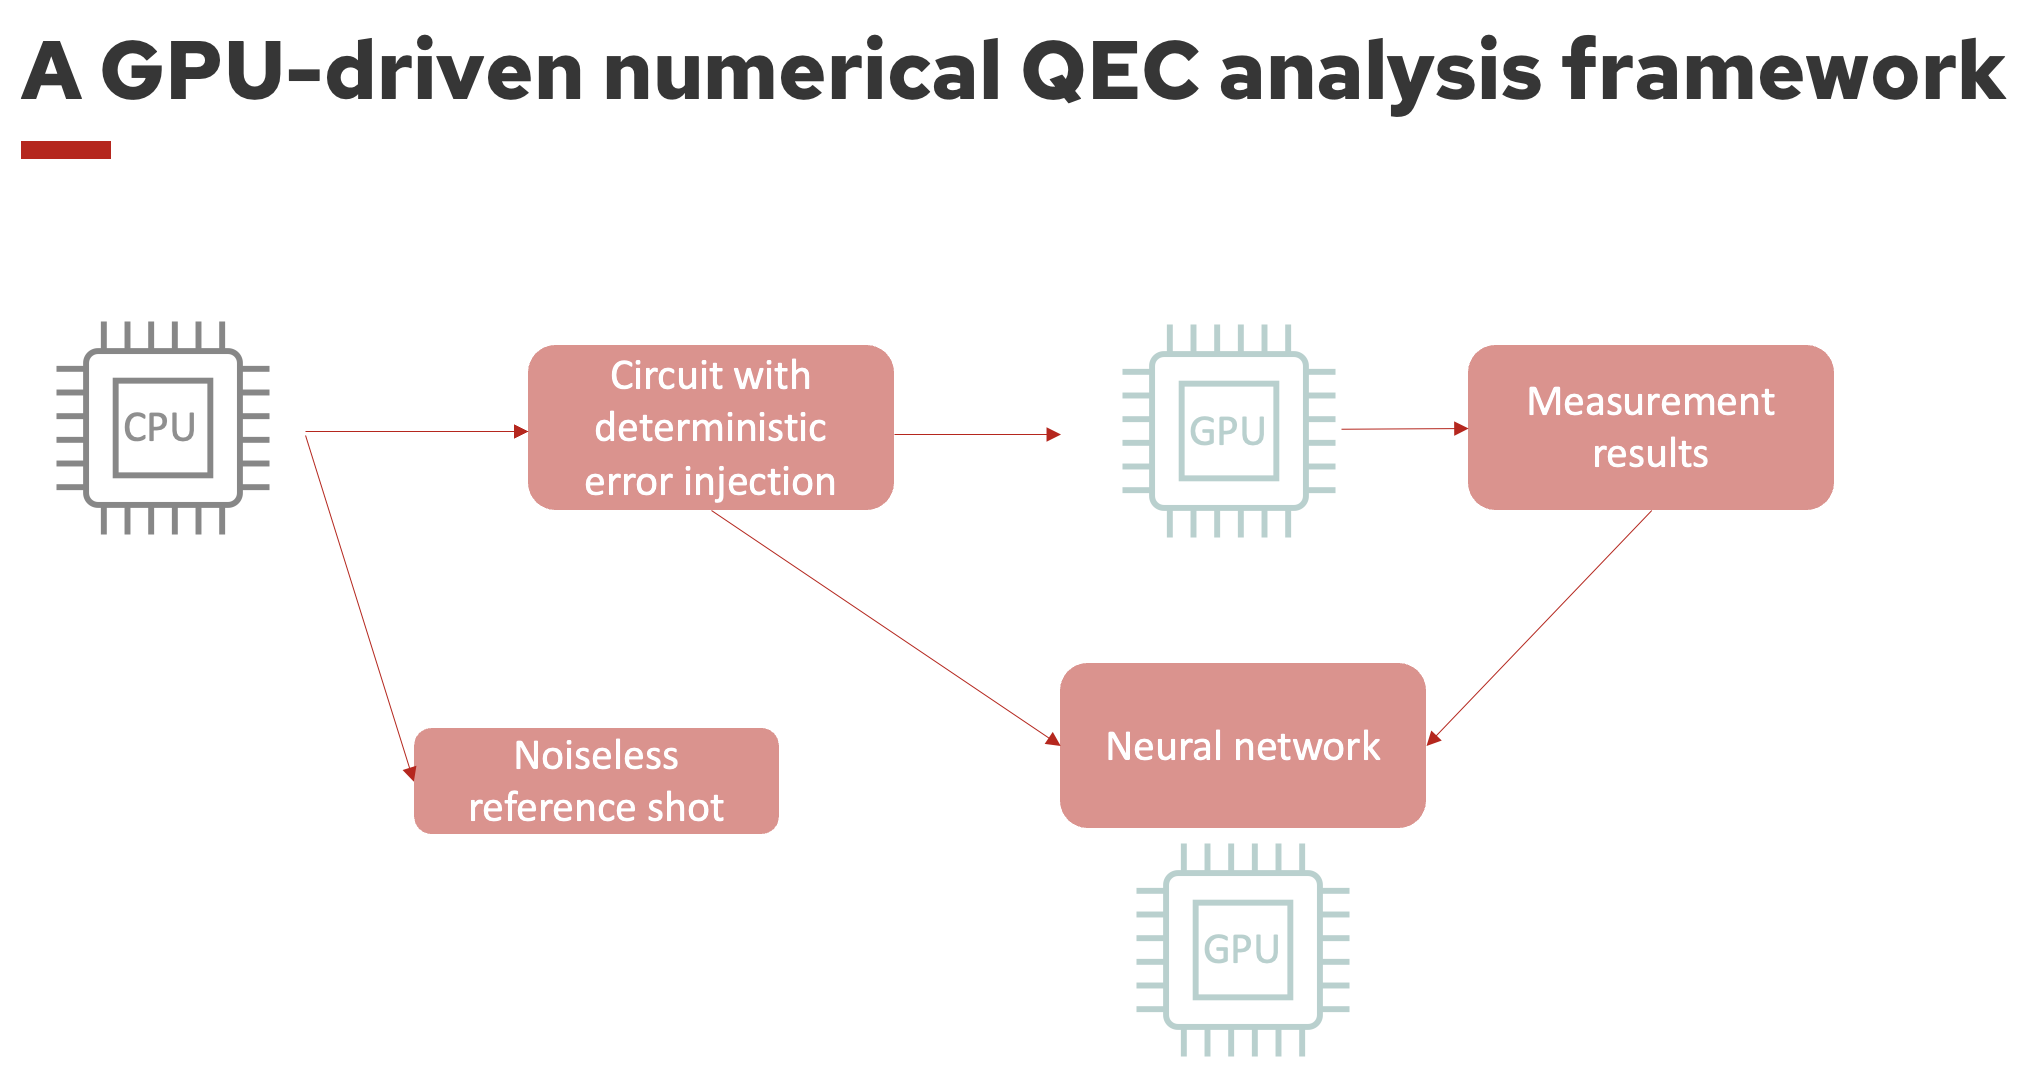 A GPU-driven numerical QEC analysis framework
CPU
Circuit with
deterministic
error injection
GPU
Measurement
results
Noiseless
reference shot
Neural network
GPU